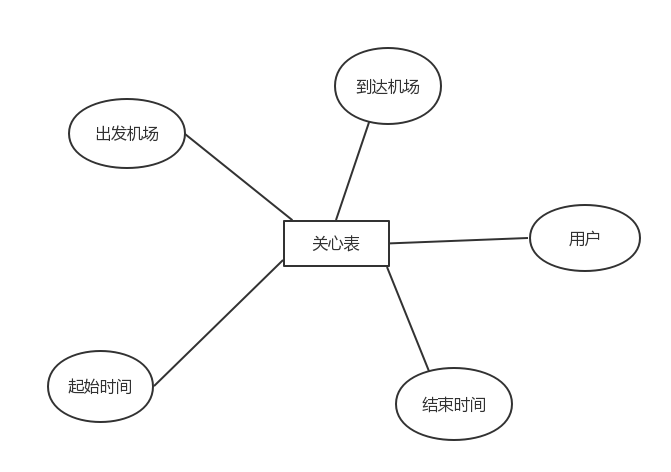 到达机场
出发机场
用户
关心表
起始时间
结束时间